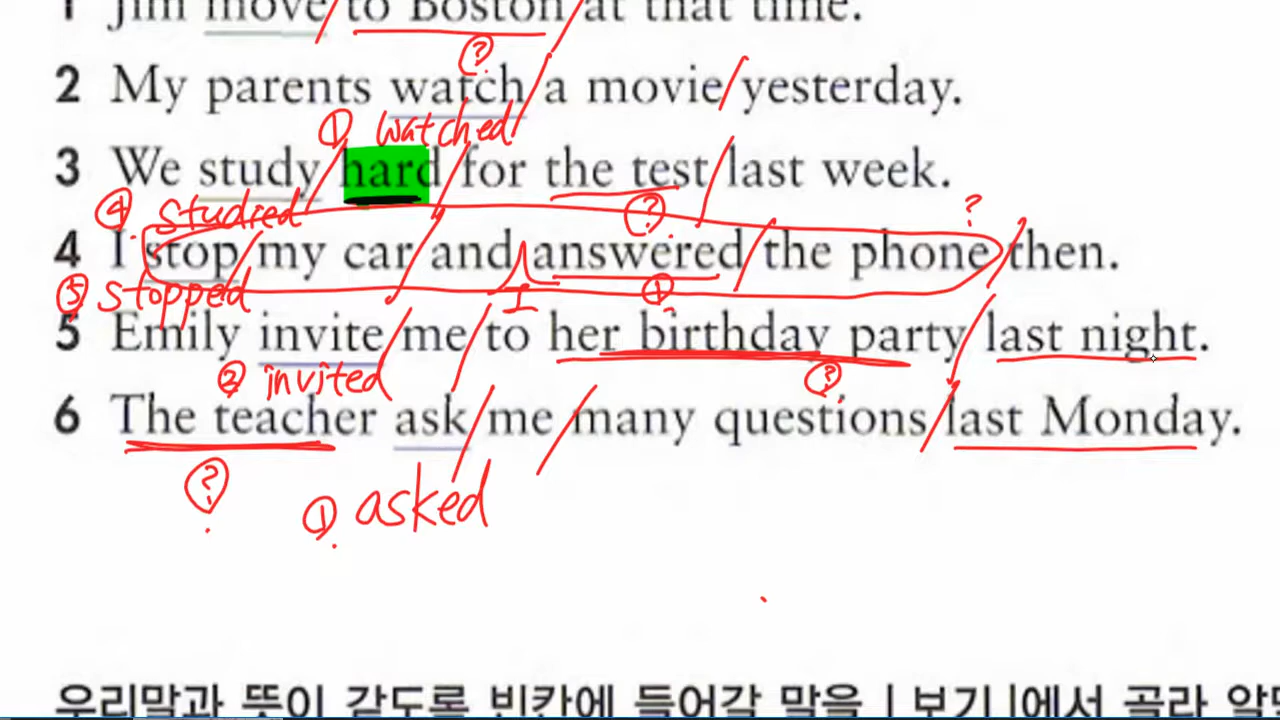 1 Jim move to Boston at that time.
?
2 My parents watch a movie yesterday.
① watched
3 We study hard for the test last week.
④ studied ? ?
4 I stop my car and answered the phone then.
⑤ stopped I ①
5 Emily invite me to her birthday party last night.
② invited ?
6 The teacher ask me many questions last Monday.
? ① asked
우리말과 뜻이 같도록 빈칸에 들어갈 말을 |보기|에서 골라